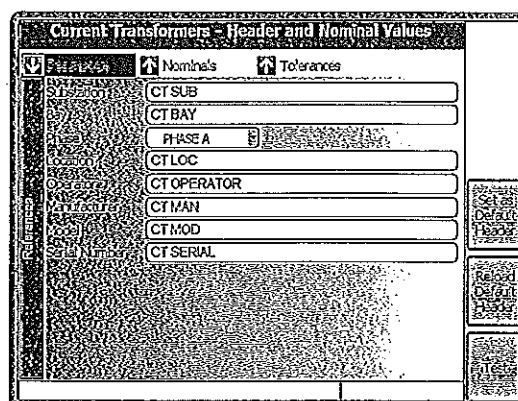 Current Transformers - Header and Nominal Values
Nominals Tolerances
Substation CT SUB
Bay CT BAY
Phase PHASE A
Location CT LOC
Operator CT OPERATOR
Manufacturer CT MAN
Model CT MOD
Serial Number CT SERIAL
Set as
Default
Header
Reload
Default
Header